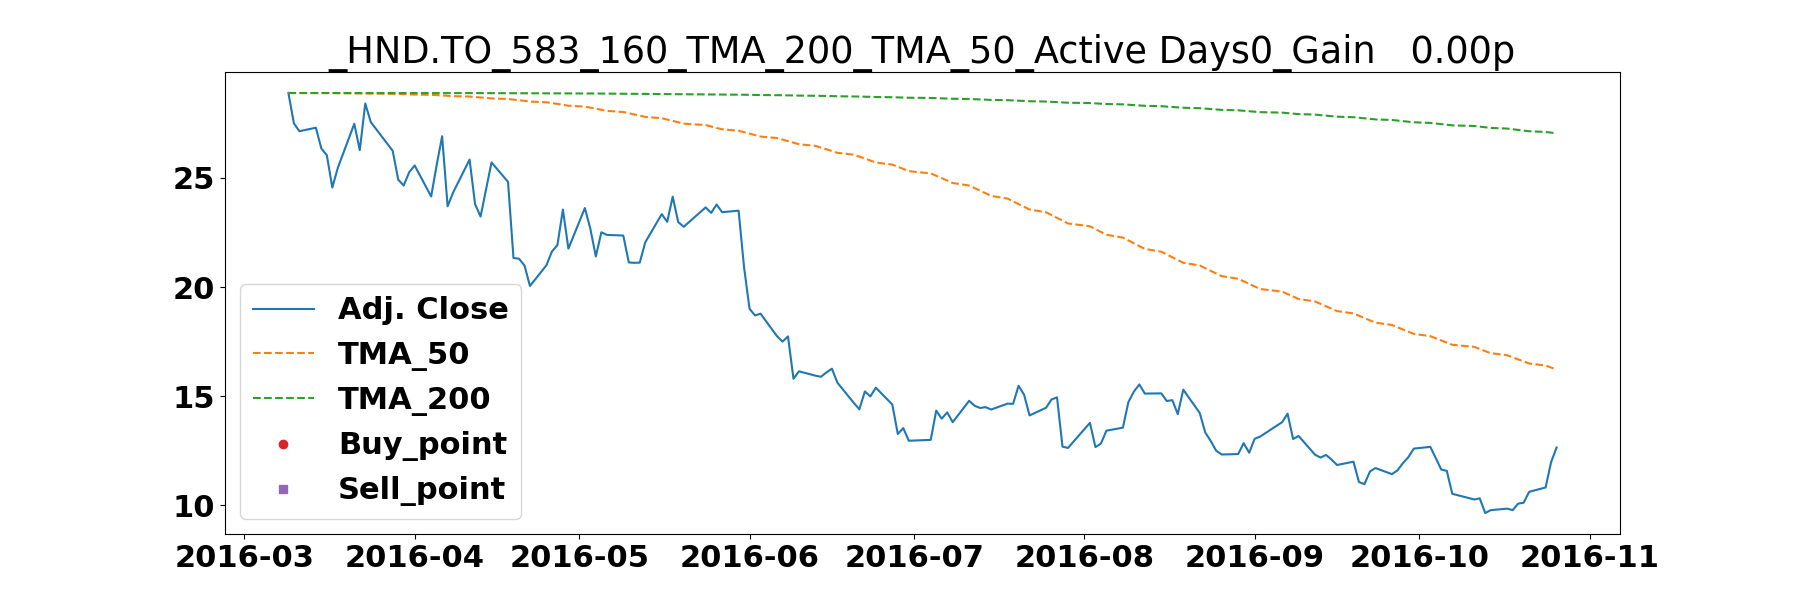 _HND.TO_583_160_TMA_200_TMA_50_Active Days0_Gain   0.00p
25
20
15
10
Adj. Close
TMA_50
TMA_200
Buy_point
Sell_point
2016-03 2016-04 2016-05 2016-06 2016-07 2016-08 2016-09 2016-10 2016-11